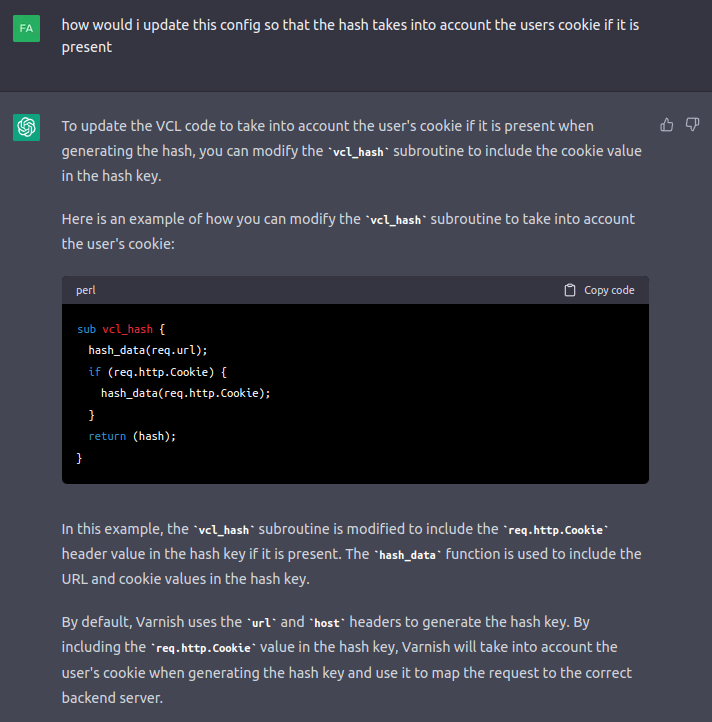 FA
how would i update this config so that the hash takes into account the users cookie if it is
present
To update the VCL code to take into account the user's cookie if it is present when
generating the hash, you can modify the `vcl_hash` subroutine to include the cookie value
in the hash key.
Here is an example of how you can modify the `vcl_hash` subroutine to take into account
the user's cookie:
perl
Copy code
sub vcl_hash {
  hash_data(req.url);
  if (req.http.Cookie) {
    hash_data(req.http.Cookie);
  }
  return (hash);
}
In this example, the `vcl_hash` subroutine is modified to include the `req.http.Cookie`
header value in the hash key if it is present. The `hash_data` function is used to include the
URL and cookie values in the hash key.
By default, Varnish uses the `url` and `host` headers to generate the hash key. By
including the `req.http.Cookie` value in the hash key, Varnish will take into account the
user's cookie when generating the hash key and use it to map the request to the correct
backend server.